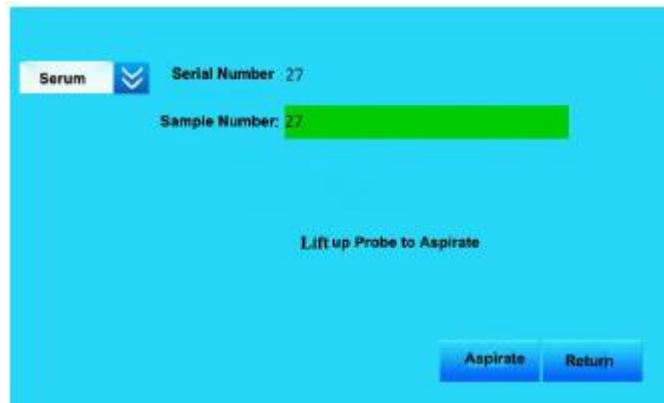 Serum Serial Number 27
Sample Number: 27
Lift up Probe to Aspirate
Aspirate Return